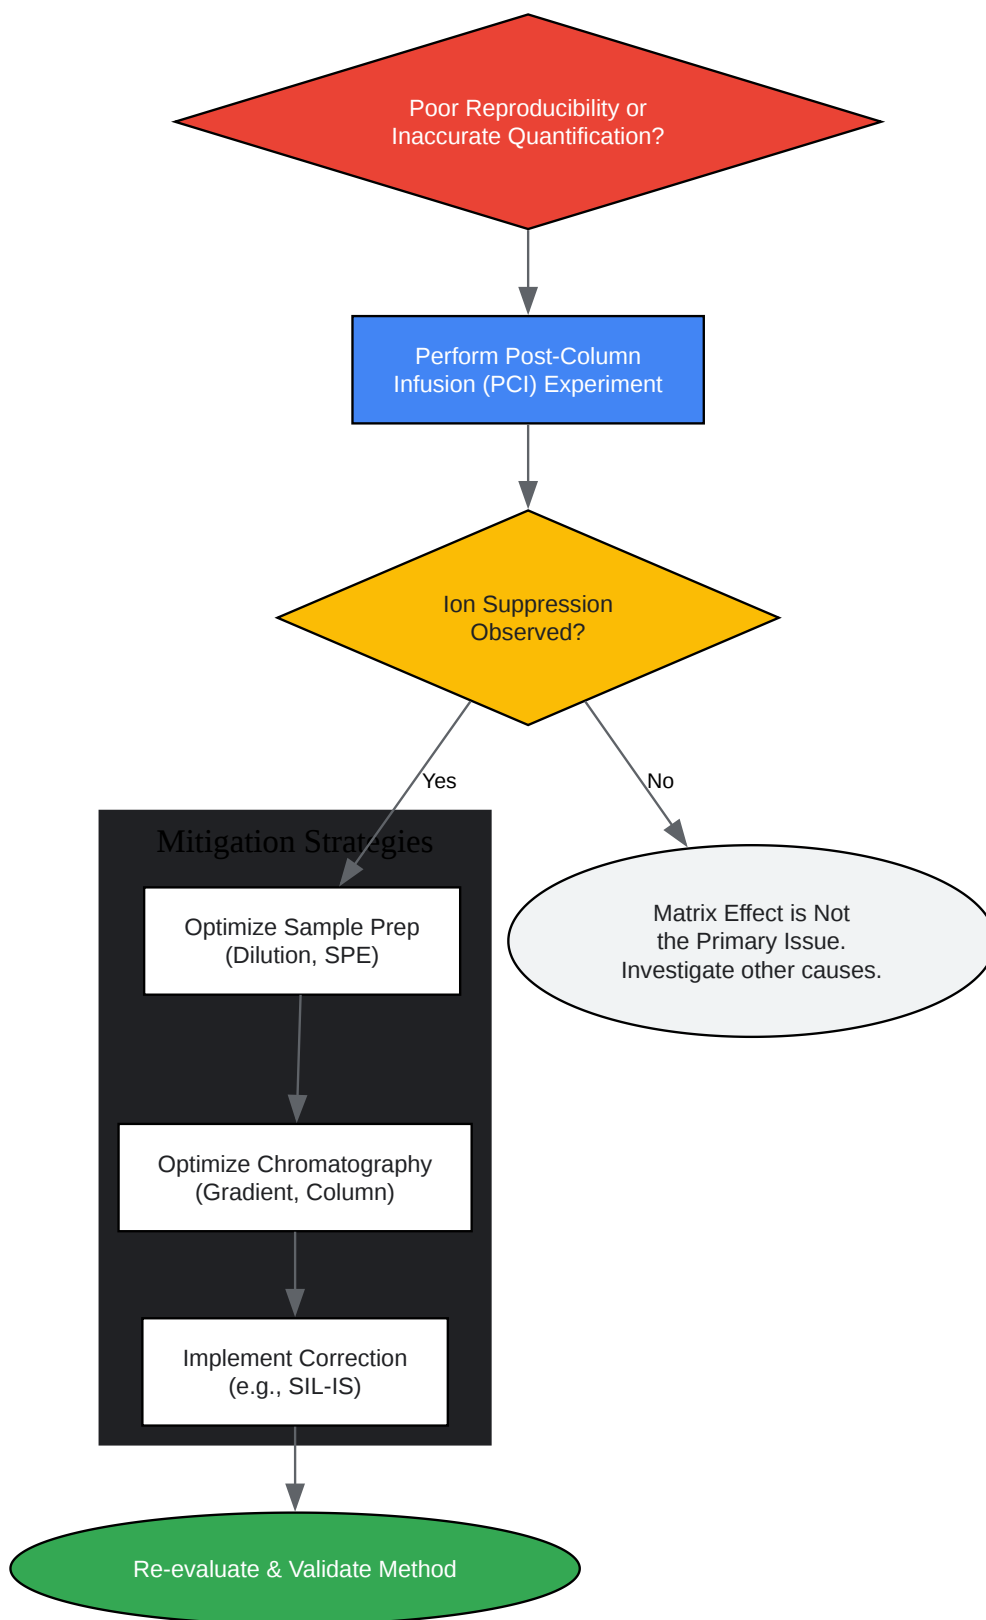 Poor Reproducibility or
Inaccurate Quantification?
Perform Post-Column
Infusion (PCI) Experiment
Ion Suppression
Observed?
Yes
No
Mitigation Strategies
Optimize Sample Prep
(Dilution, SPE)
Matrix Effect is Not
the Primary Issue.
Investigate other causes.
Optimize Chromatography
(Gradient, Column)
Implement Correction
(e.g., SIL-IS)
Re-evaluate & Validate Method